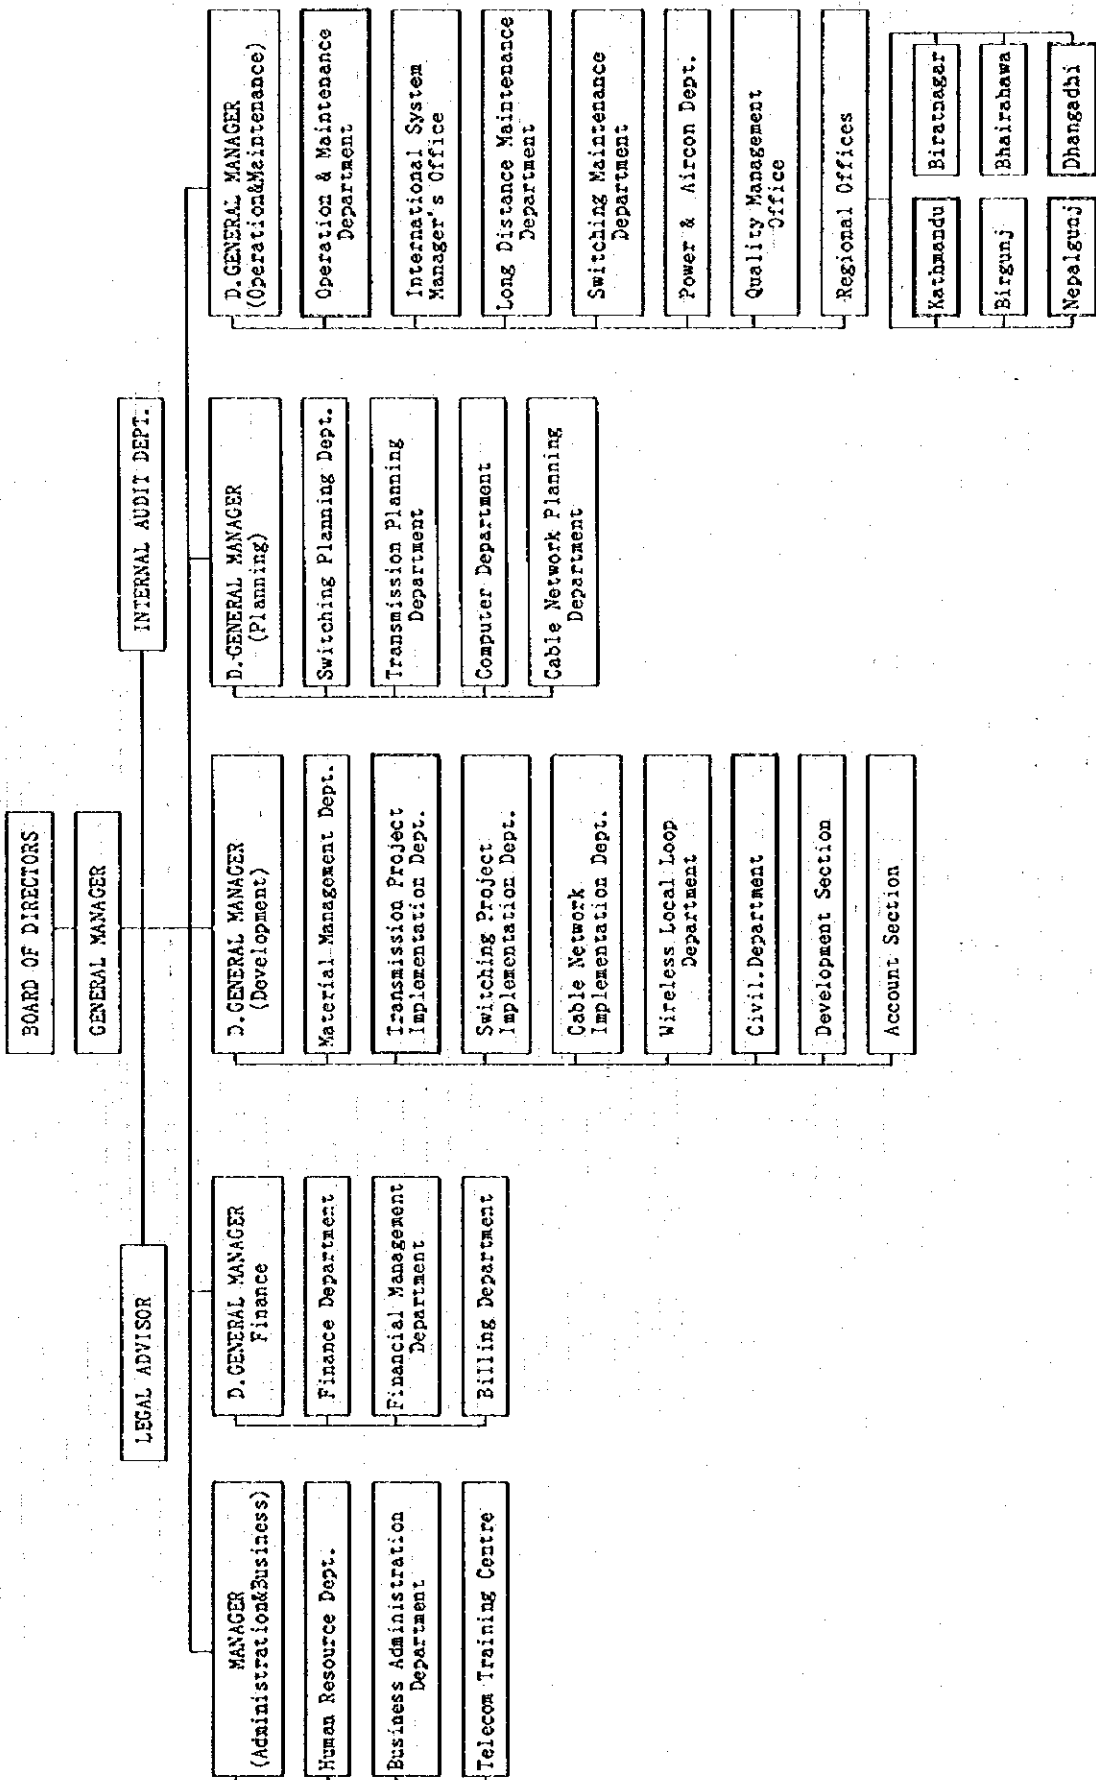 BOARD OF DIRECTORS
GENERAL MANAGER
LEGAL ADVISOR
INTERNAL AUDIT DEPT.
MANAGER
(Administration&Business)
Human Resource Dept.
Business Administration
Department
Telecom Training Centre
D.GENERAL MANAGER
Finance
Finance Department
Financial Management
Department
Billing Department
D.GENERAL MANAGER
(Development)
Material Management Dept.
Transmission Project
Implementation Dept.
Switching Project
Implementation Dept.
Cable Network
Implementation Dept.
Wireless Local Loop
Department
Civil.Department
Development Section
Account Section
D.GENERAL MANAGER
(Planning)
Switching Planning Dept.
Transmission Planning
Department
Computer Department
Cable Network Planning
Department
D.GENERAL MANAGER
(Operation&Maintenance)
Operation & Maintenance
Department
International System
Manager's Office
Long Distance Maintenance
Department
Switching Maintenance
Department
Power & Aircon Dept.
Quality Management
Office
Regional Offices
Kathmandu
Biratnagar
Birgunj
Bhairahawa
Nepalgunj
Dhangadhi